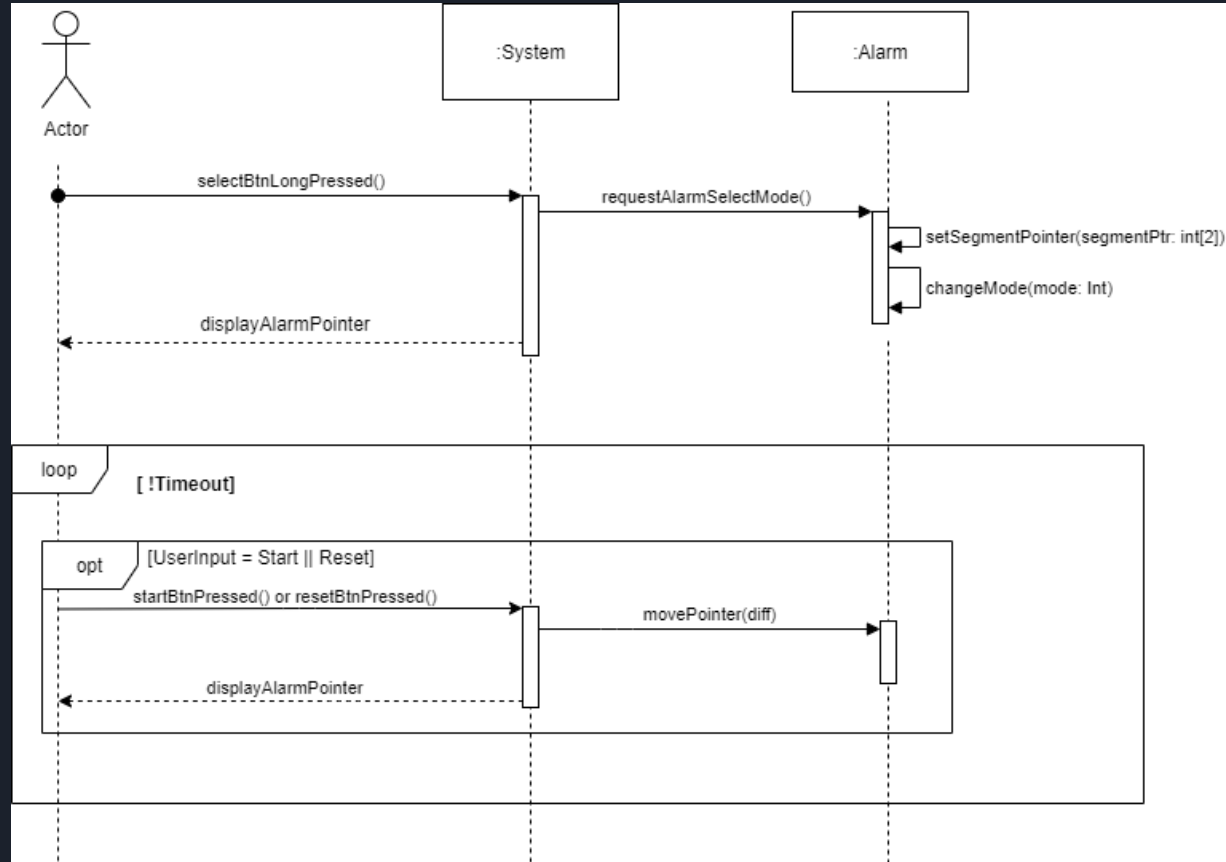 :System
:Alarm
Actor
selectBtnLongPressed()
requestAlarmSelectMode()
setSegmentPointer(segmentPtr: int[2])
changeMode(mode: Int)
displayAlarmPointer
loop
[ !Timeout]
opt
[UserInput = Start || Reset]
startBtnPressed() or resetBtnPressed()
movePointer(diff)
displayAlarmPointer